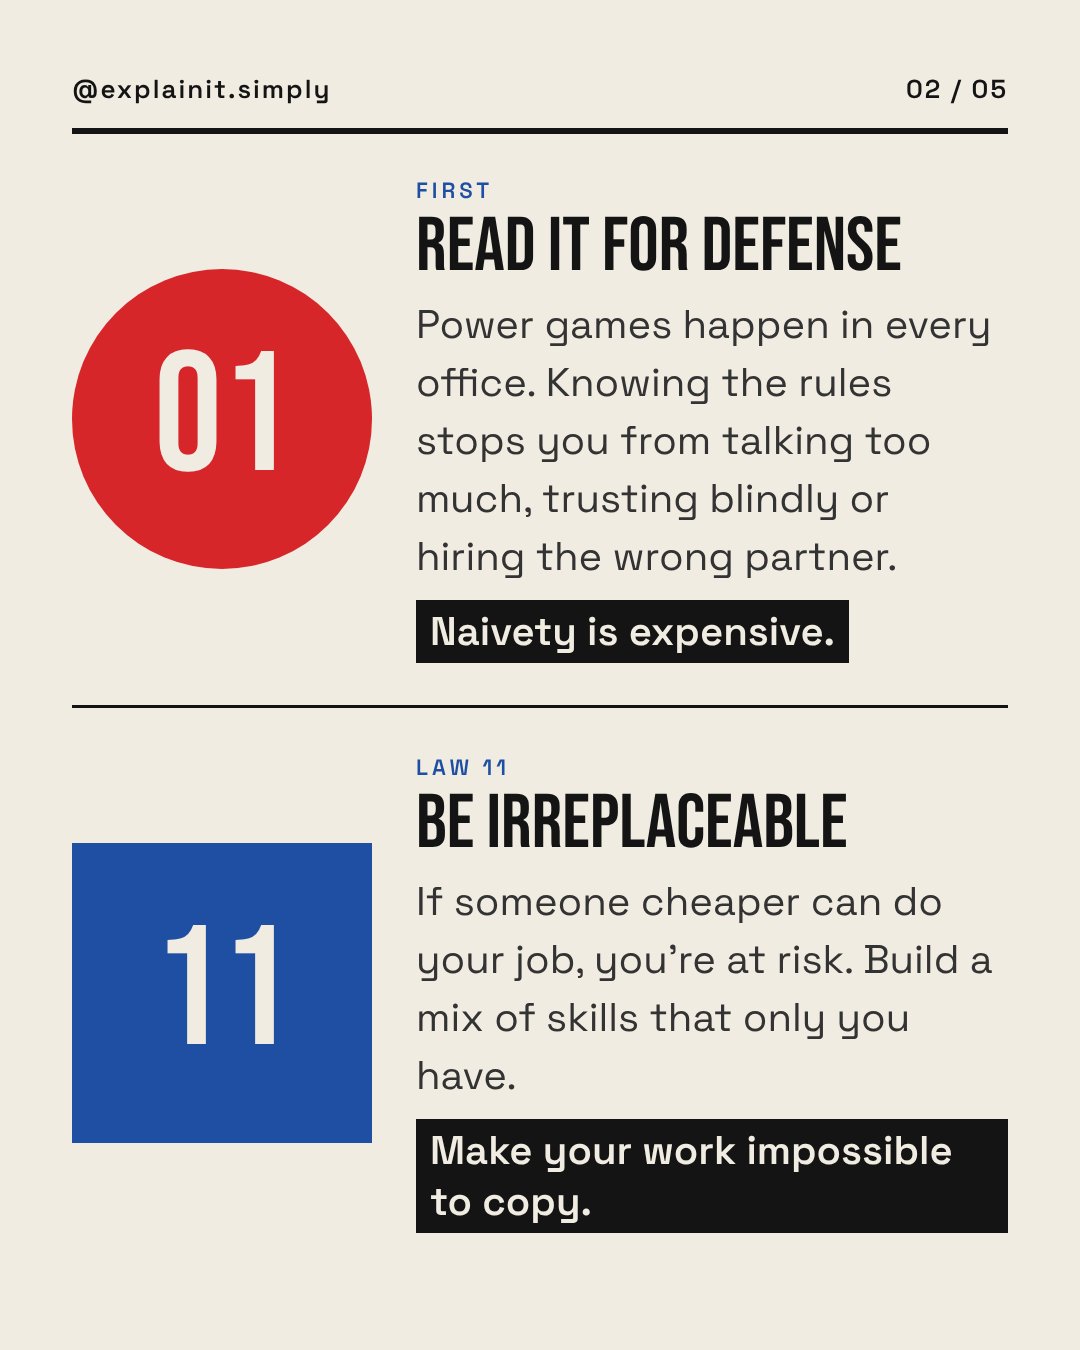 @explainit.simply
02 / 05
FIRST
READ IT FOR DEFENSE
01
Power games happen in every
office. Knowing the rules
stops you from talking too
much, trusting blindly or
hiring the wrong partner.
Naivety is expensive.
LAW 11
BE IRREPLACEABLE
11
If someone cheaper can do
your job, you’re at risk. Build a
mix of skills that only you
have.
Make your work impossible
to copy.